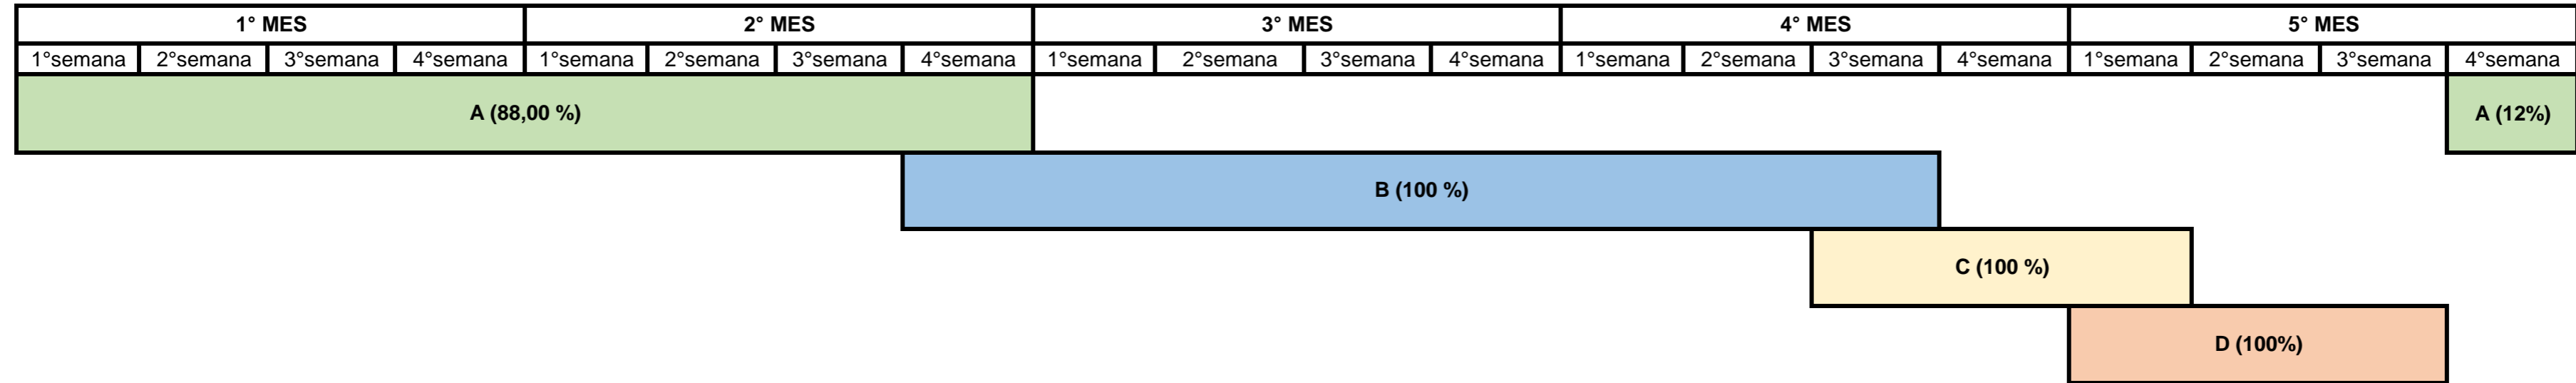 1° MES 2° MES 3° MES 4° MES 5° MES
1°semana 2°semana 3°semana 4°semana 1°semana 2°semana 3°semana 4°semana 1°semana 2°semana 3°semana 4°semana 1°semana 2°semana 3°semana 4°semana 1°semana 2°semana 3°semana 4°semana
A (88,00 %) A (12%)
B (100 %)
C (100 %)
D (100%)